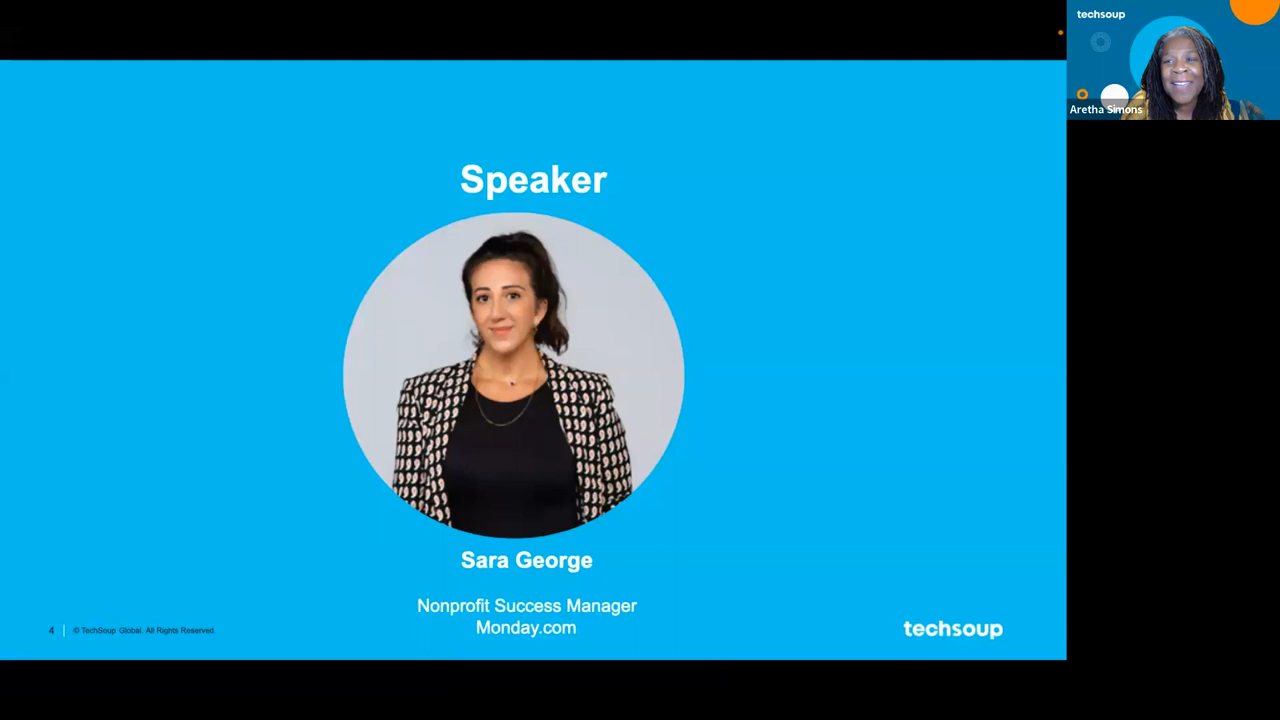 techsoup
Aretha Simons
Speaker
Sara George
Nonprofit Success Manager
Monday.com
4 | © TechSoup Global. All Rights Reserved.
techsoup